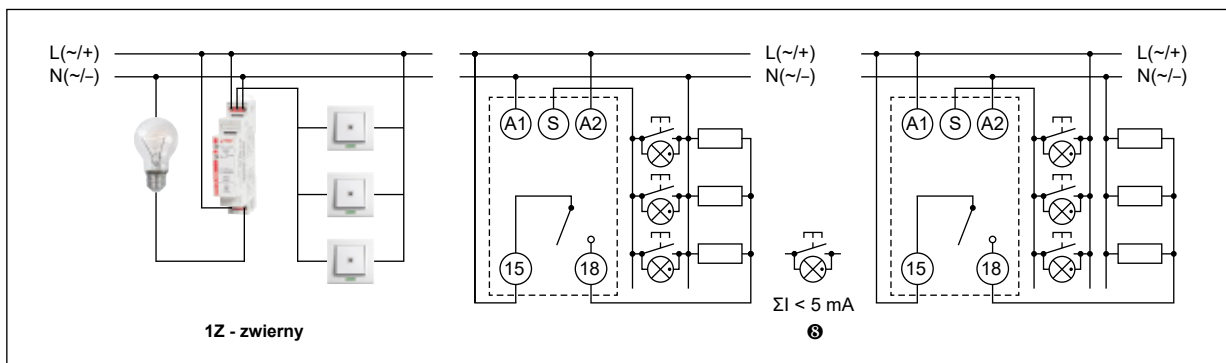 L(~/+)
N(~/−)
L(~/+)
N(~/−)
L(~/+)
N(~/−)
A1 S A2
15 18
A1 S A2
15 18
ΣI < 5 mA
❽
1Z - zwierny